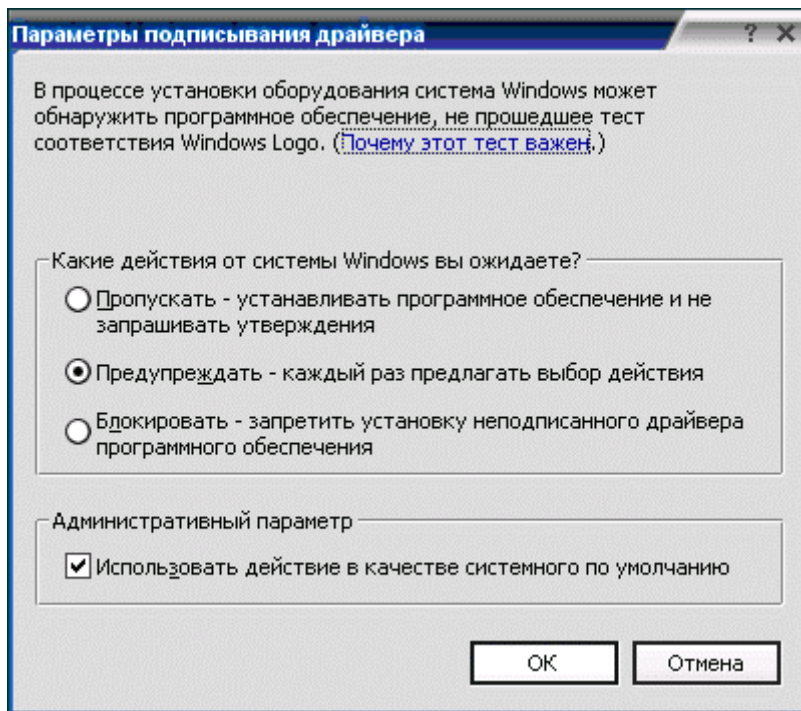 Параметры подписывания драйвера
В процессе установки оборудования система Windows может
обнаружить программное обеспечение, не прошедшее тест
соответствия Windows Logo. (Почему этот тест важен.)
Какие действия от системы Windows вы ожидаете?
Пропускать - устанавливать программное обеспечение и не
запрашивать утверждения
Предупреждать - каждый раз предлагать выбор действия
Блокировать - запретить установку неподписанного драйвера
программного обеспечения
Административный параметр
Использовать действие в качестве системного по умолчанию
ОК
Отмена